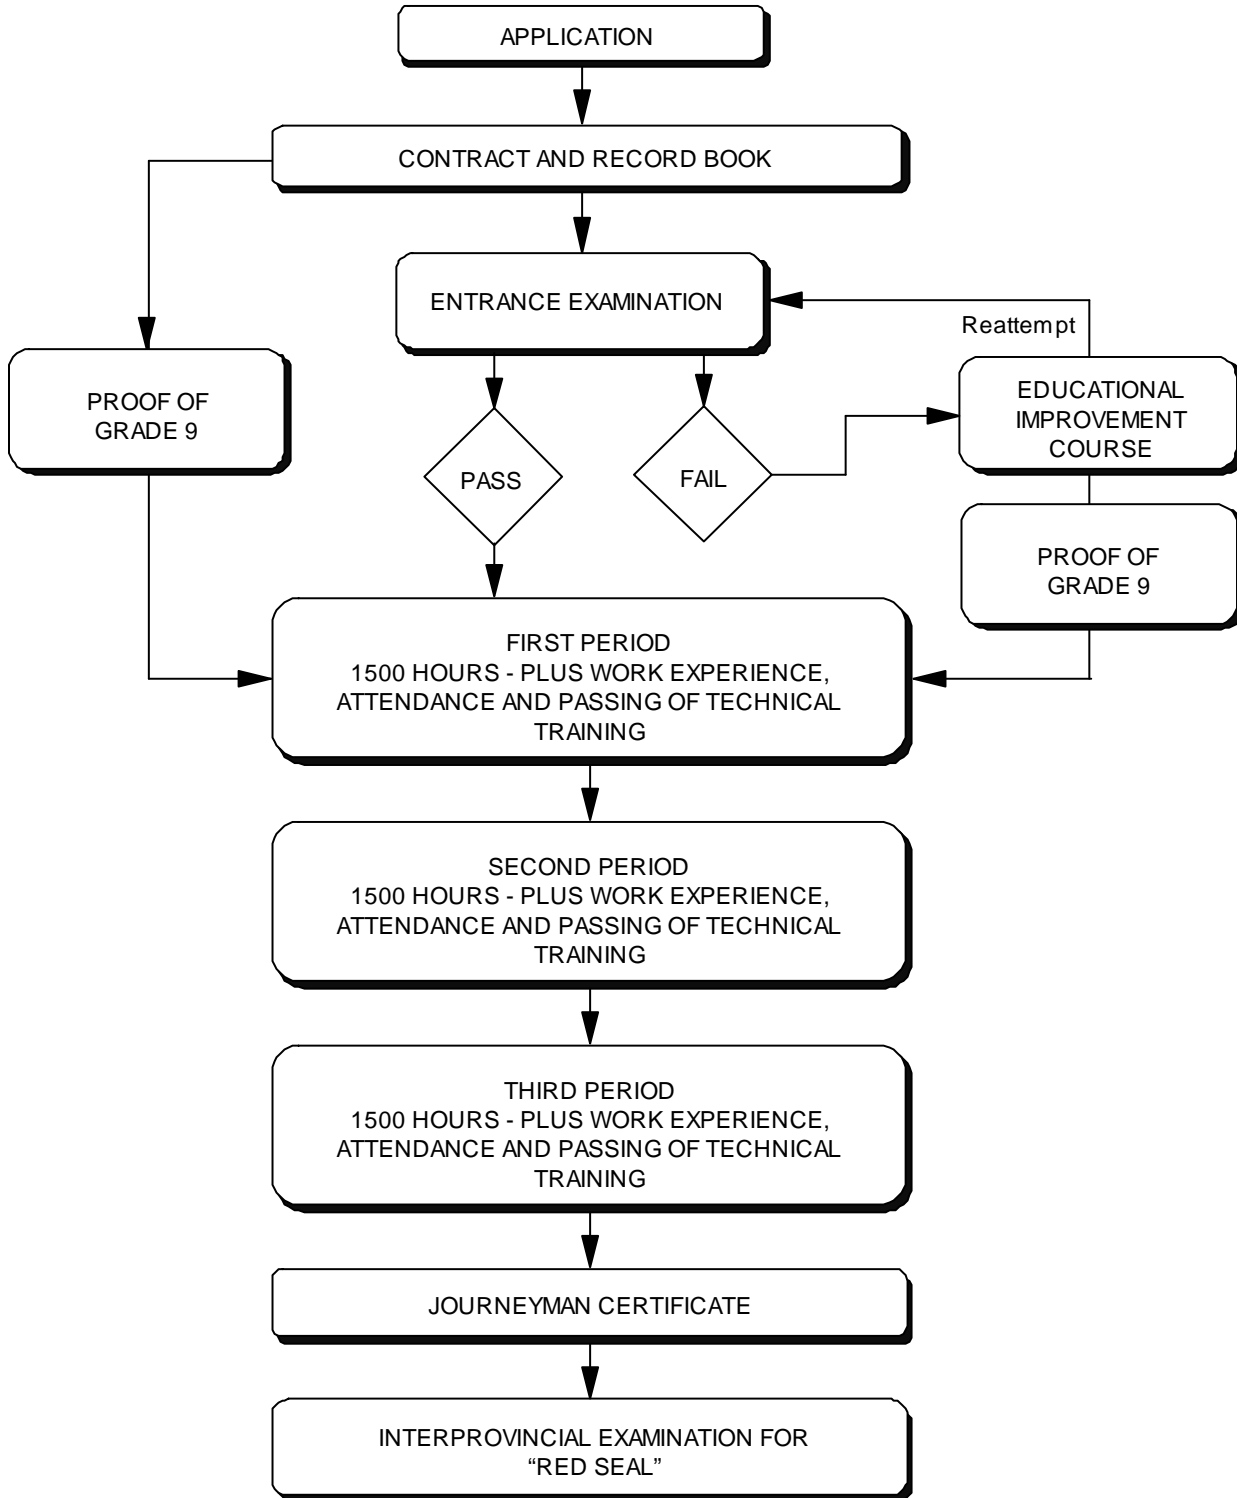 APPLICATION
CONTRACT AND RECORD BOOK
ENTRANCE EXAMINATION
Reattempt
PROOF OF
GRADE 9
EDUCATIONAL
IMPROVEMENT
COURSE
PASS
FAIL
PROOF OF
GRADE 9
FIRST PERIOD
1500 HOURS - PLUS WORK EXPERIENCE,
ATTENDANCE AND PASSING OF TECHNICAL
TRAINING
SECOND PERIOD
1500 HOURS - PLUS WORK EXPERIENCE,
ATTENDANCE AND PASSING OF TECHNICAL
TRAINING
THIRD PERIOD
1500 HOURS - PLUS WORK EXPERIENCE,
ATTENDANCE AND PASSING OF TECHNICAL
TRAINING
JOURNEYMAN CERTIFICATE
INTERPROVINCIAL EXAMINATION FOR
“RED SEAL”